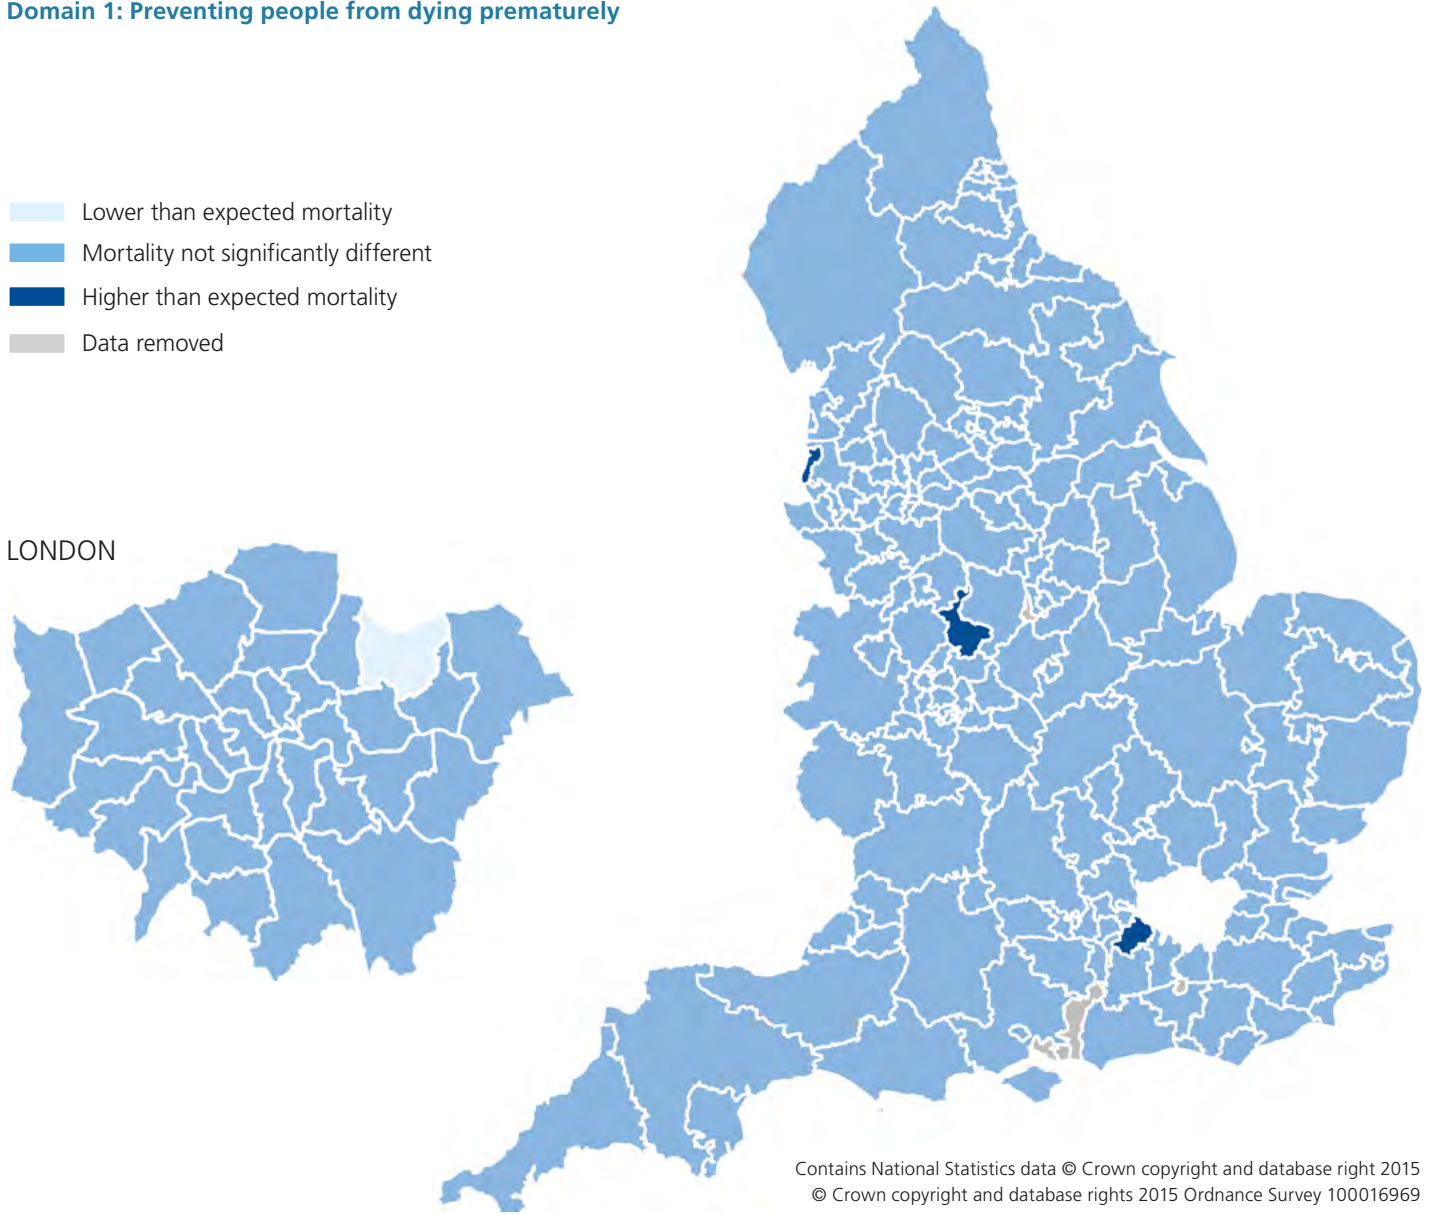 Domain 1: Preventing people from dying prematurely
Lower than expected mortality
Mortality not significantly different
Higher than expected mortality
Data removed
LONDON
Contains National Statistics data © Crown copyright and database right 2015
© Crown copyright and database rights 2015 Ordnance Survey 100016969